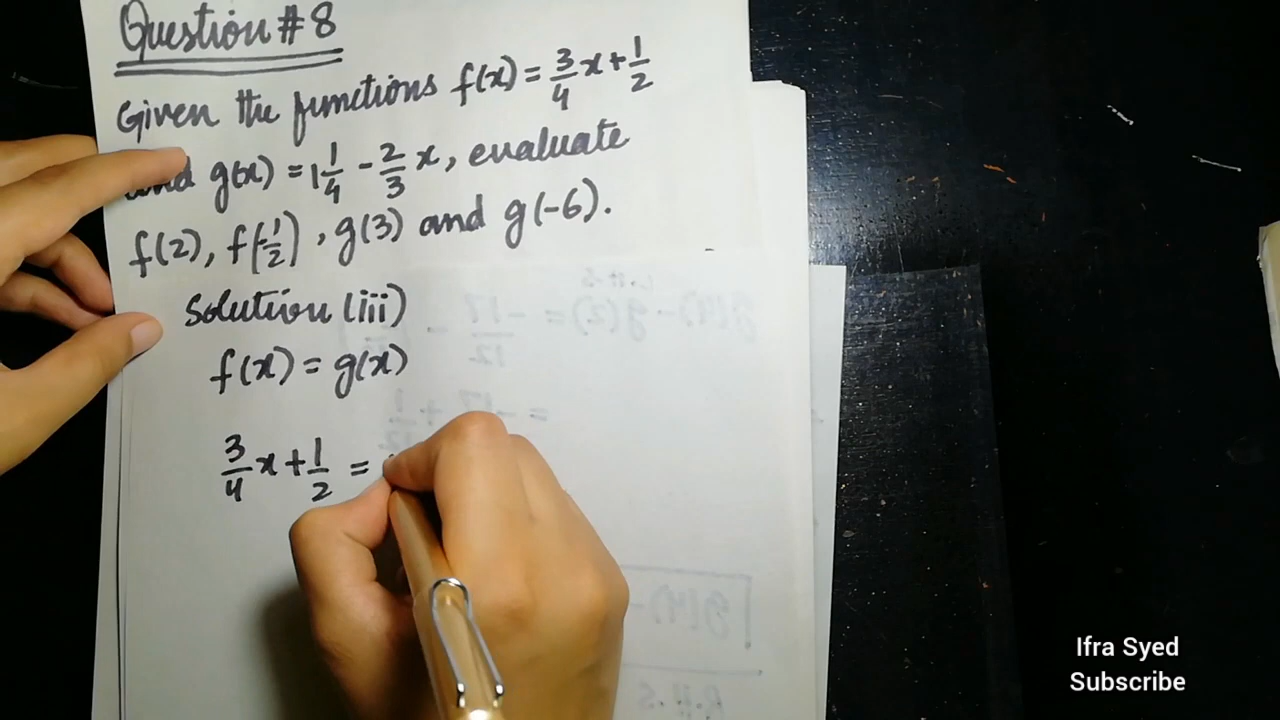 Question #8
Given the functions f(x) = 3/4 x + 1/2
and g(x) = 1 1/4 - 2/3 x, evaluate
f(2), f(-1/2), g(3) and g(-6).
Solution (iii)
f(x) = g(x)
3/4 x + 1/2 =
Ifra Syed
Subscribe